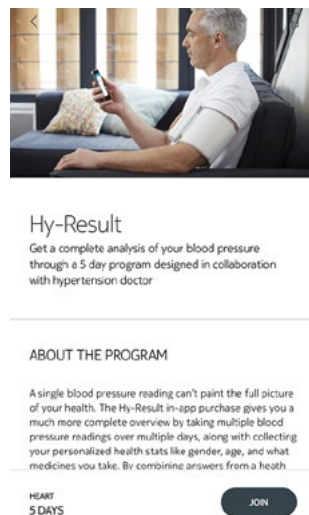 Hy-Result
Get a complete analysis of your blood pressure
through a 5 day program designed in collaboration
with hypertension doctor
ABOUT THE PROGRAM
A single blood pressure reading can't paint the full picture
of your health. The Hy-Result in-app purchase gives you a
much more complete overview by taking multiple blood
pressure readings over multiple days, along with collecting
your personalized health stats like gender, age, and what
medicines you take. By combining answers from a heath
HEART
5 DAYS
JOIN